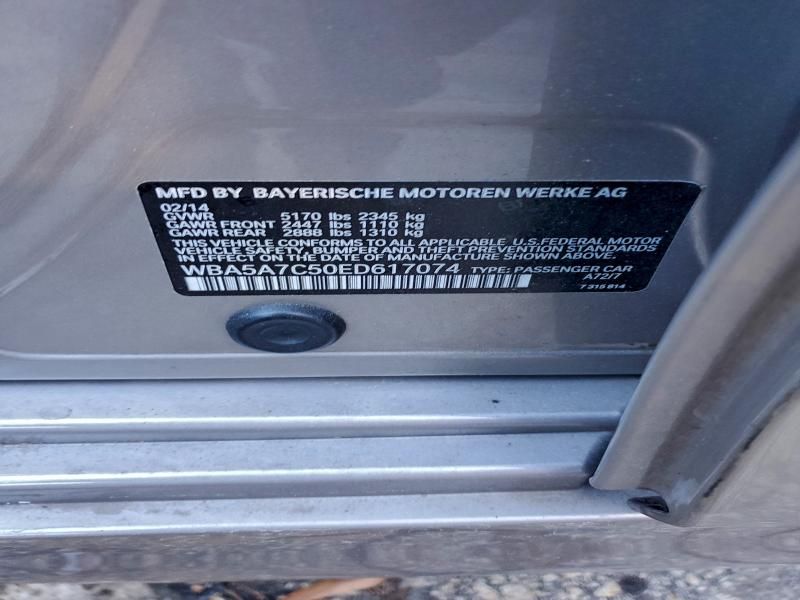 MFD BY BAYERISCHE MOTOREN WERKE AG
02/14
GVWR 5170 lbs 2345 kg
GAWR FRONT 2447 lbs 1110 kg
GAWR REAR 2888 lbs 1310 kg
THIS VEHICLE CONFORMS TO ALL APPLICABLE U.S. FEDERAL MOTOR
VEHICLE SAFETY, BUMPER AND THEFT PREVENTION STANDARDS
IN EFFECT ON THE DATE OF MANUFACTURE SHOWN ABOVE.
WBA5A7C50ED617074 TYPE: PASSENGER CAR
A72/7
7 315 814